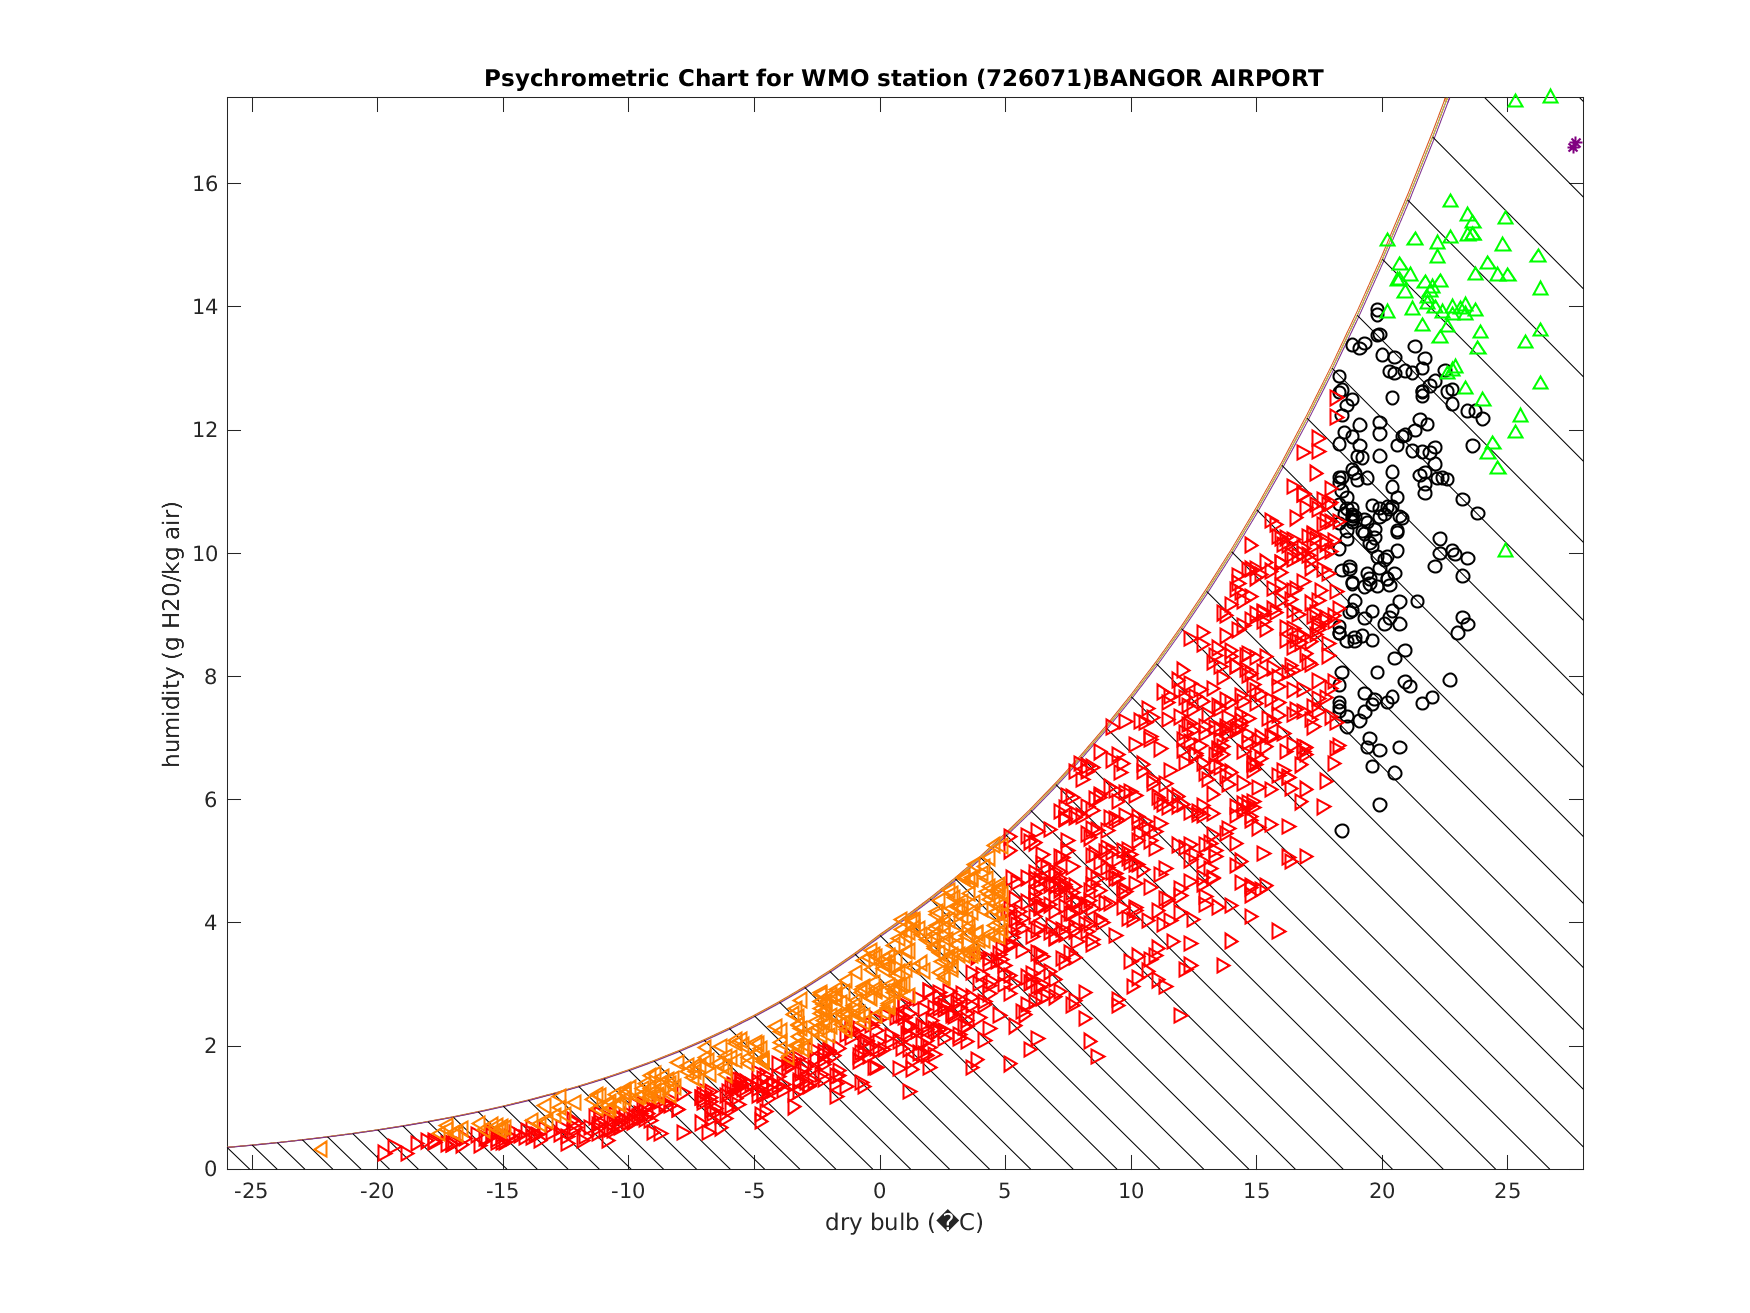 Psychrometric Chart for WMO station (726071)BANGOR AIRPORT
humidity (g H20/kg air)
16
14
12
10
8
6
4
2
0
-25 -20 -15 -10 -5 0 5 10 15 20 25
dry bulb (�C)